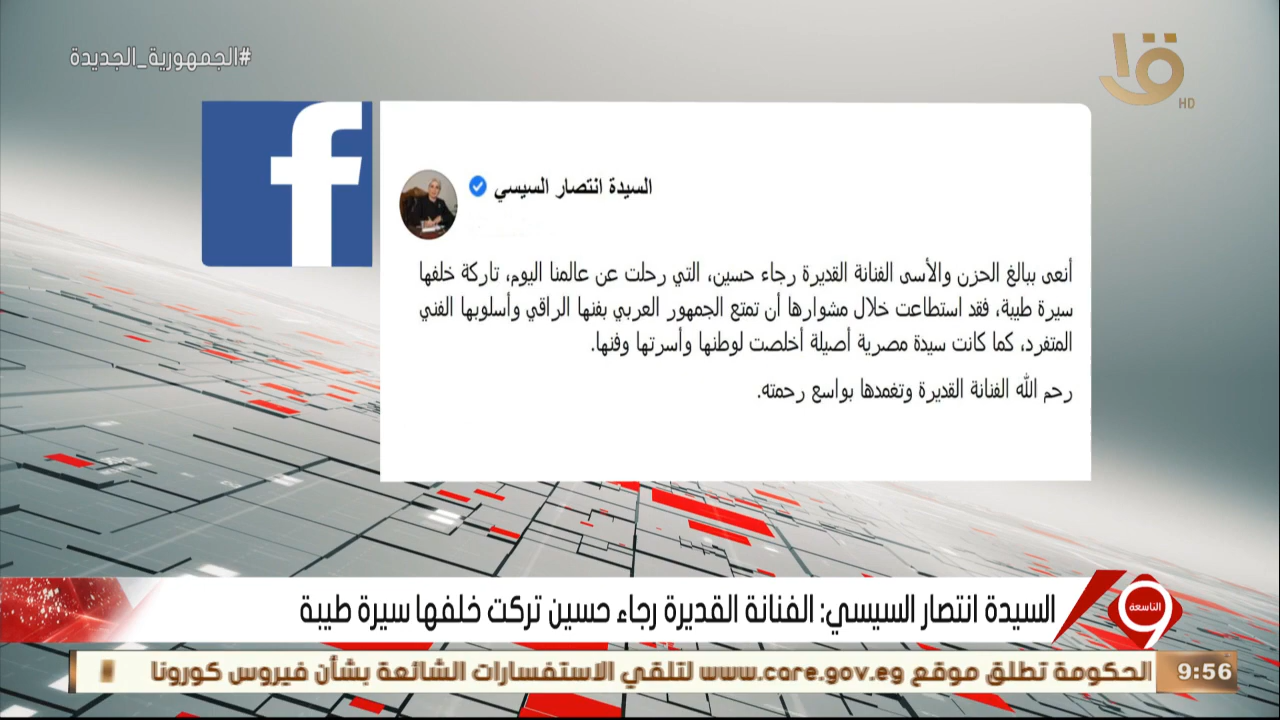 #الجمهورية_الجديدة
HD
السيدة انتصار السيسي
أنعى ببالغ الحزن والأسى الفنانة القديرة رجاء حسين، التي رحلت عن عالمنا اليوم، تاركة خلفها
سيرة طيبة، فقد استطاعت خلال مشوارها أن تمتع الجمهور العربي بفنها الراقي وأسلوبها الفني
المتفرد، كما كانت سيدة مصرية أصيلة أخلصت لوطنها وأسرتها وفنها.
رحم الله الفنانة القديرة وتغمدها بواسع رحمته.
التاسعة
9
السيدة انتصار السيسي: الفنانة القديرة رجاء حسين تركت خلفها سيرة طيبة
9:56
الحكومة تطلق موقع www.care.gov.eg لتلقي الاستفسارات الشائعة بشأن فيروس كورونا